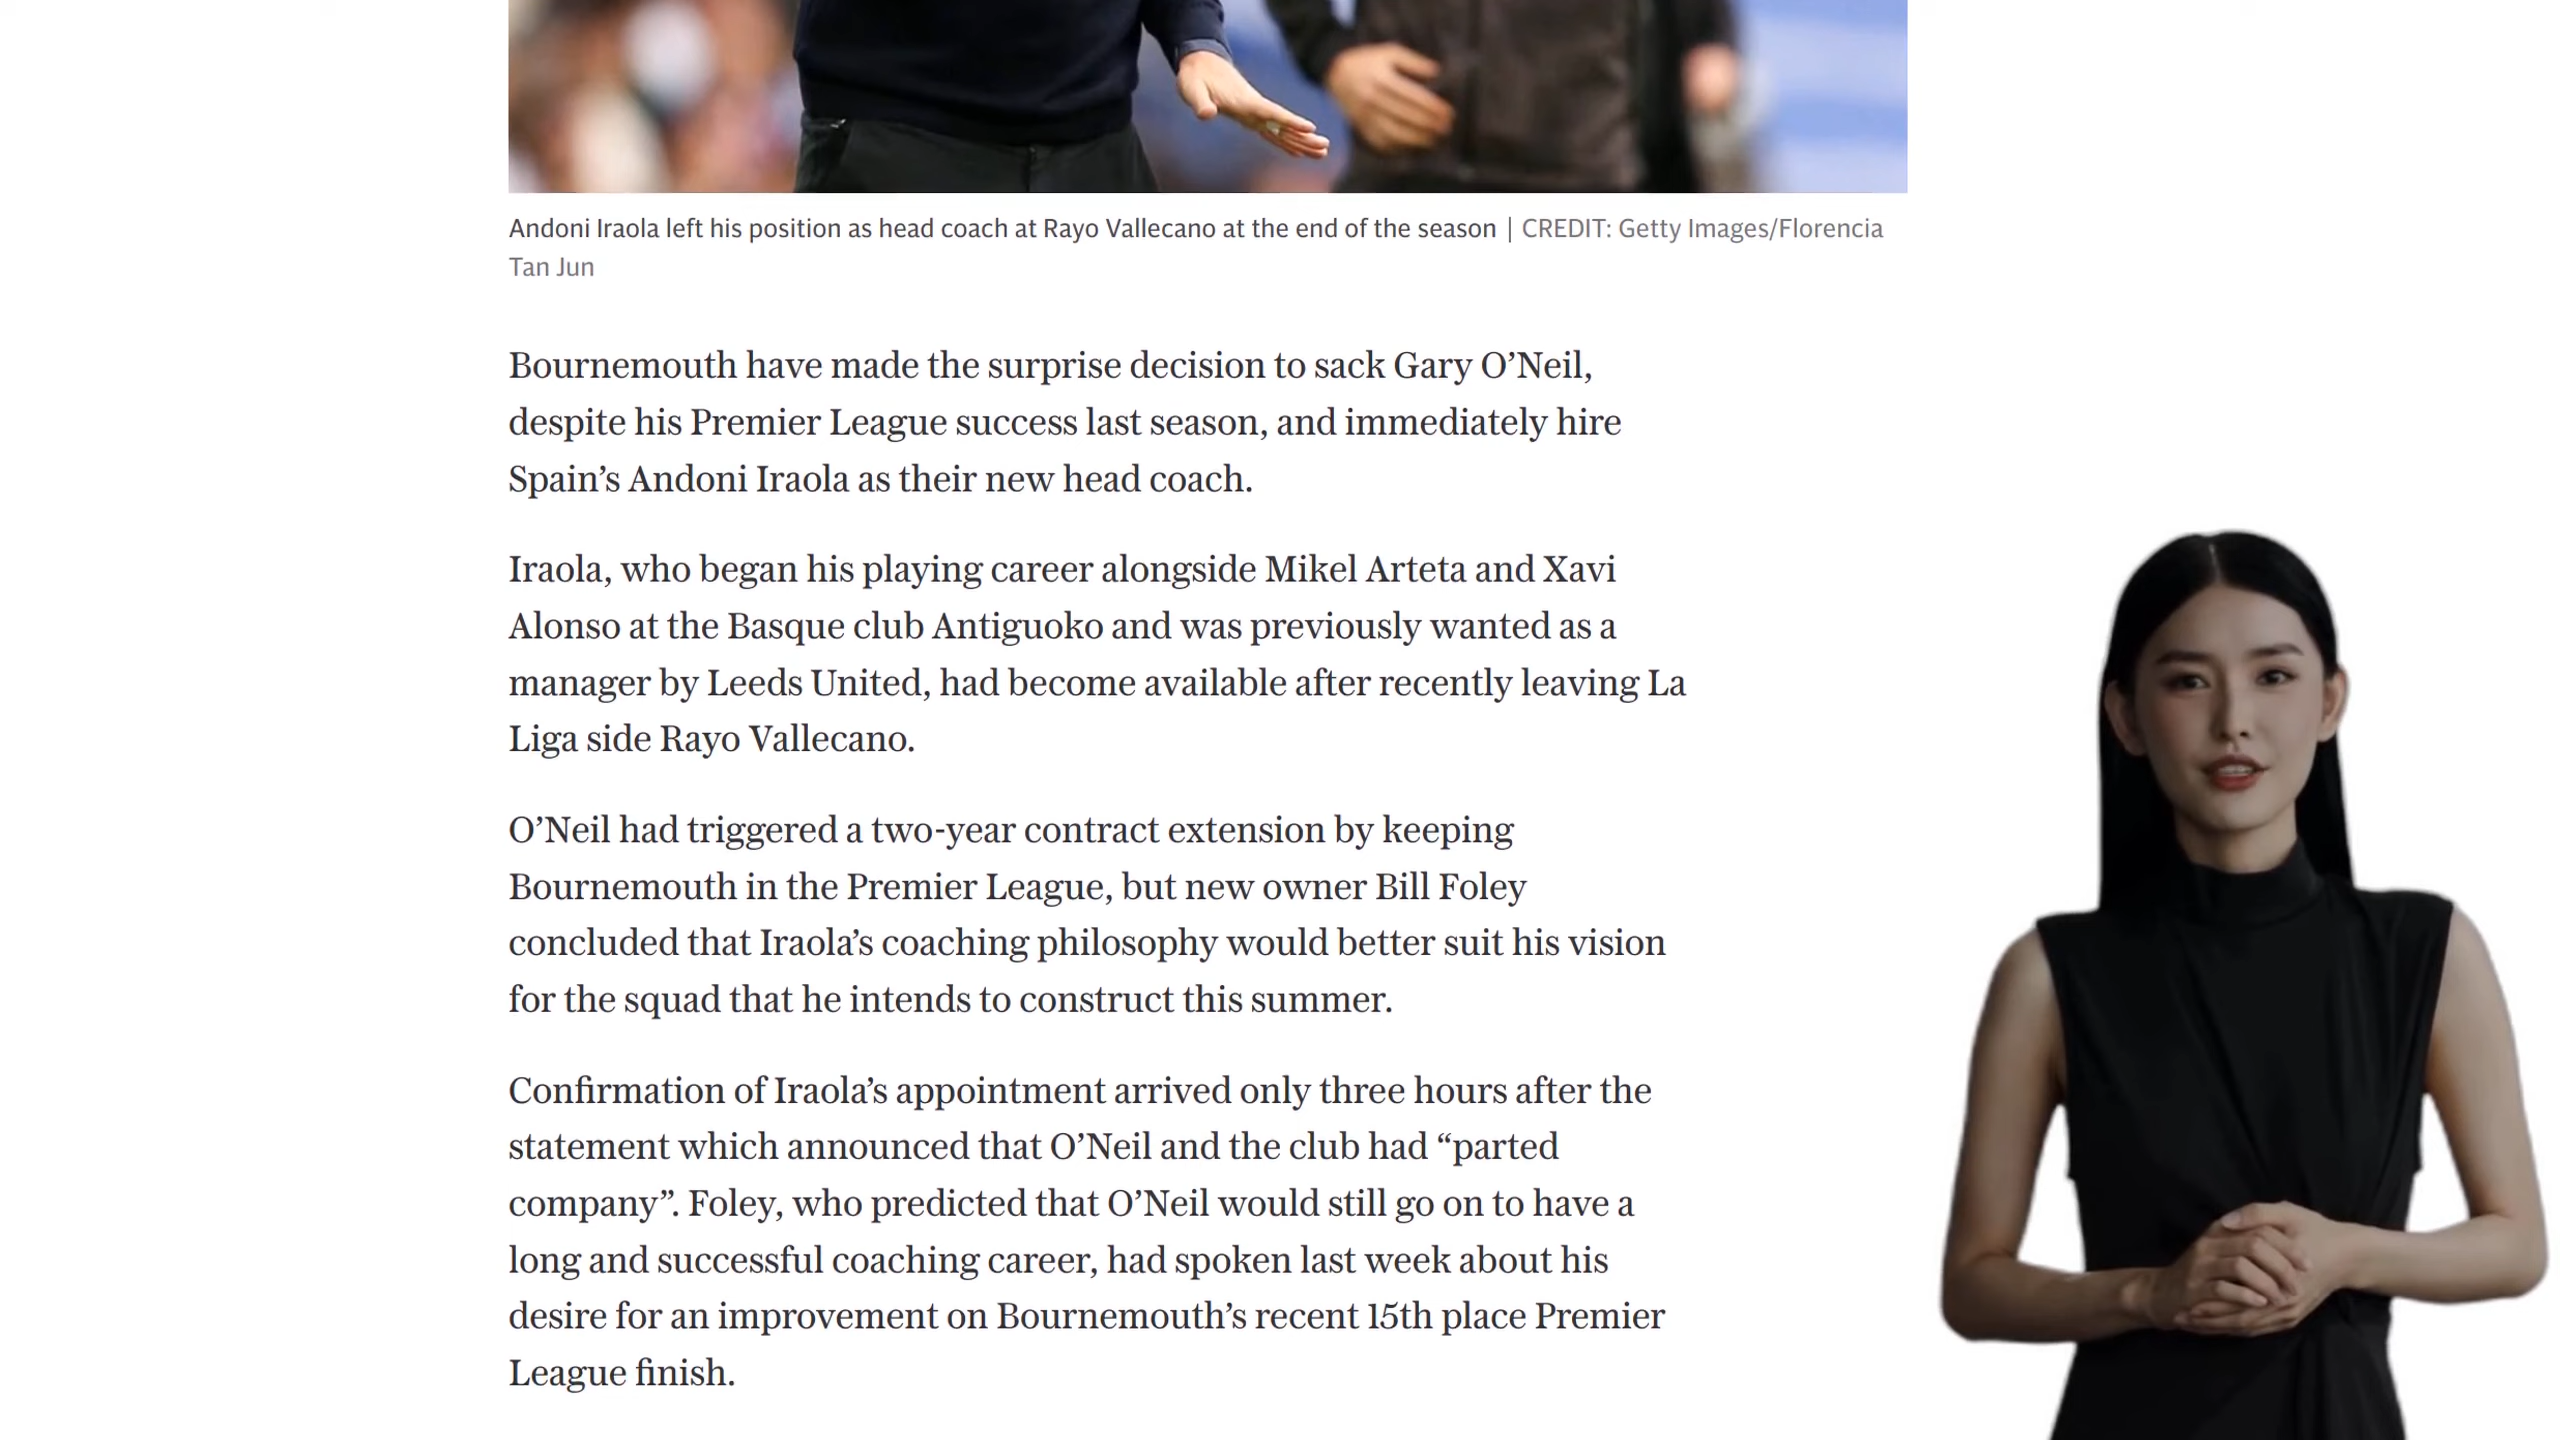 Andoni Iraola left his position as head coach at Rayo Vallecano at the end of the season | CREDIT: Getty Images/Florencia
Tan Jun
Bournemouth have made the surprise decision to sack Gary O’Neil,
despite his Premier League success last season, and immediately hire
Spain’s Andoni Iraola as their new head coach.
Iraola, who began his playing career alongside Mikel Arteta and Xavi
Alonso at the Basque club Antiguoko and was previously wanted as a
manager by Leeds United, had become available after recently leaving La
Liga side Rayo Vallecano.
O’Neil had triggered a two-year contract extension by keeping
Bournemouth in the Premier League, but new owner Bill Foley
concluded that Iraola’s coaching philosophy would better suit his vision
for the squad that he intends to construct this summer.
Confirmation of Iraola’s appointment arrived only three hours after the
statement which announced that O’Neil and the club had “parted
company”. Foley, who predicted that O’Neil would still go on to have a
long and successful coaching career, had spoken last week about his
desire for an improvement on Bournemouth’s recent 15th place Premier
League finish.